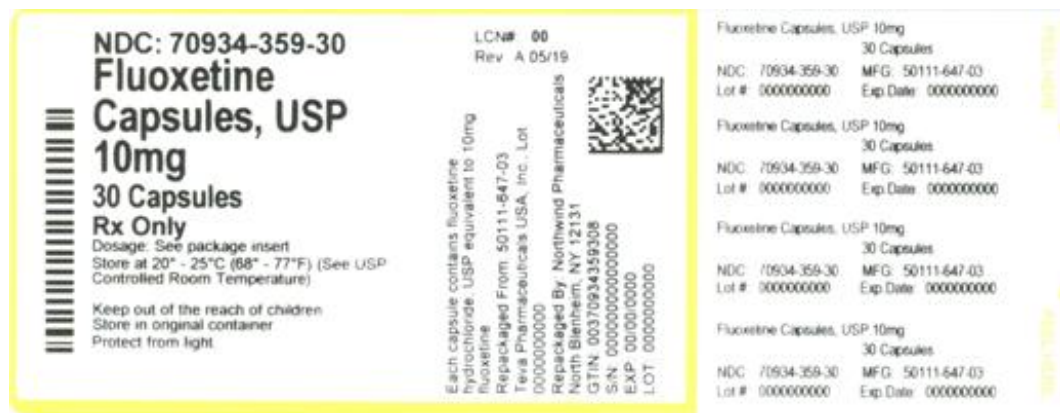 NDC: 70934-359-30
Fluoxetine
Capsules, USP
10mg
30 Capsules
Rx Only
Dosage: See package insert
Store at 20° - 25°C (68° - 77°F) (See USP
Controlled Room Temperature)
Keep out of the reach of children
Store in original container
Protect from light
LCN# 00
Rev A 05/19
Each capsule contains fluoxetine
hydrochloride, USP equivalent to 10mg
fluoxetine
Repackaged From: 50111-647-03
Teva Pharmaceuticals USA, Inc., Lot
0000000000
Repackaged By: Northwind Pharmaceuticals
North Blenheim, NY 12131
GTIN: 00370934359308
S/N: 00000000000000
EXP: 00/00/0000
LOT: 0000000000
Fluoxetine Capsules, USP 10mg
30 Capsules
NDC: 70934-359-30 MFG: 50111-647-03
Lot #: 0000000000 Exp.Date: 0000000000
Fluoxetine Capsules, USP 10mg
30 Capsules
NDC: 70934-359-30 MFG: 50111-647-03
Lot #: 0000000000 Exp.Date: 0000000000
Fluoxetine Capsules, USP 10mg
30 Capsules
NDC: 70934-359-30 MFG: 50111-647-03
Lot #: 0000000000 Exp.Date: 0000000000
Fluoxetine Capsules, USP 10mg
30 Capsules
NDC: 70934-359-30 MFG: 50111-647-03
Lot #: 0000000000 Exp.Date: 0000000000